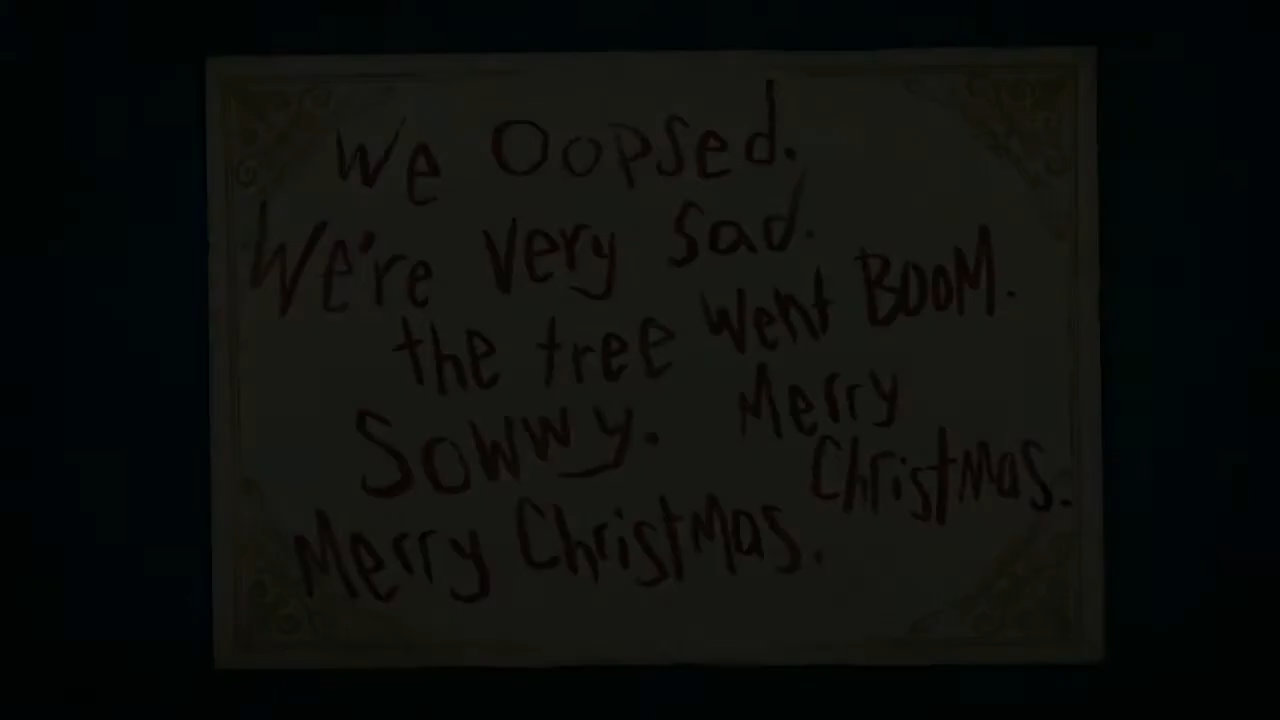 We Oopsed.
We're very sad.
the tree went BOOM.
Sowwy. Merry
Christmas.
Merry Christmas.